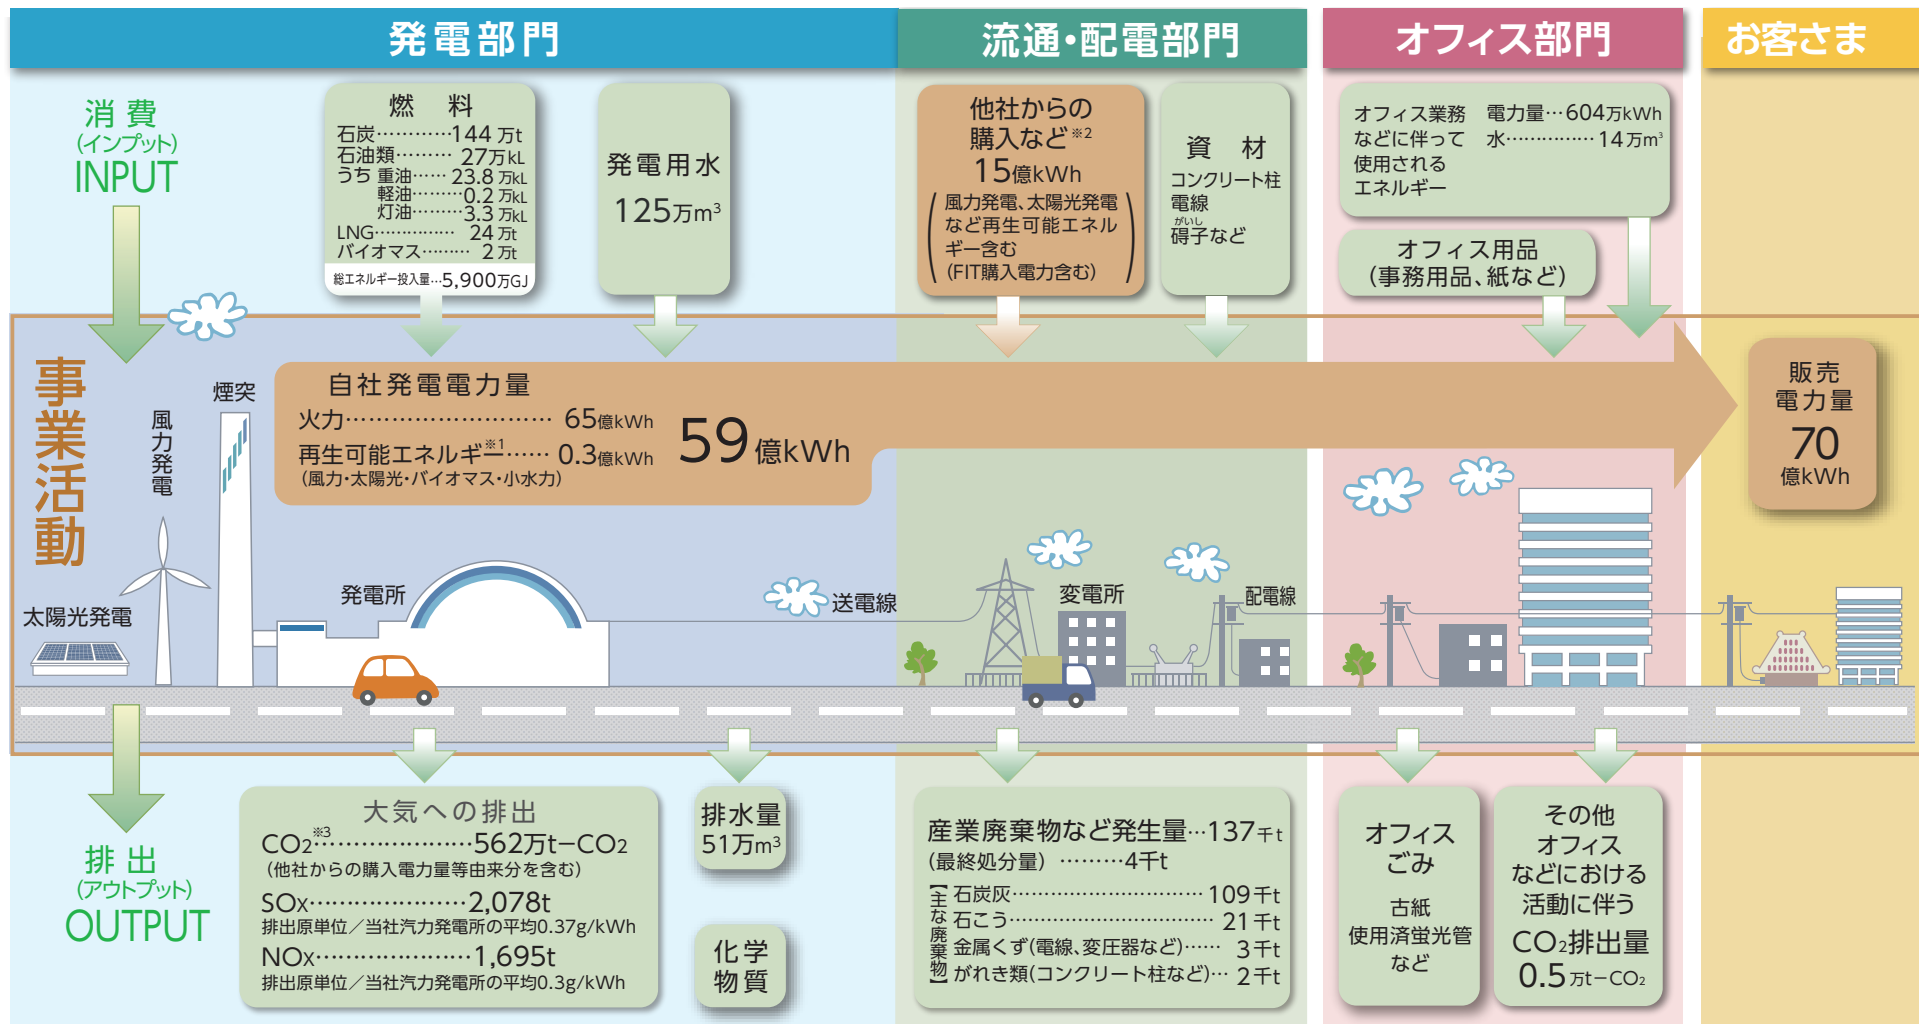 発電部門
流通・配電部門
オフィス部門
お客さま
消費
(インプット)
INPUT
燃　料
石炭…………144万t
石油類………27万kL
うち 重油……23.8万kL
軽油………0.2万kL
灯油………3.3万kL
LNG……………24万t
バイオマス………2万t
総エネルギー投入量…5,900万GJ
発電用水
125万m³
他社からの
購入など※2
15億kWh
風力発電、太陽光発電
など再生可能エネル
ギー含む
(FIT購入電力含む)
資　材
コンクリート柱
電線
がいし
碍子など
オフィス業務
などに伴って
使用される
エネルギー
電力量…604万kWh
水……………14万m³
オフィス用品
(事務用品、紙など)
事業活動
自社発電電力量
火力……………………… 65億kWh
再生可能エネルギー※1…… 0.3億kWh
(風力・太陽光・バイオマス・小水力)
59億kWh
販売
電力量
70
億kWh
煙突
風力発電
太陽光発電
発電所
送電線
変電所
配電線
排出
(アウトプット)
OUTPUT
大気への排出
CO₂※3…………………562万t−CO₂
(他社からの購入電力量等由来分を含む)
SOx…………………2,078t
排出原単位／当社汽力発電所の平均0.37g/kWh
NOx…………………1,695t
排出原単位／当社汽力発電所の平均0.3g/kWh
排水量
51万m³
化学
物質
産業廃棄物など発生量…137千t
(最終処分量) ………4千t
【主な廃棄物】
石炭灰…………………………109千t
石こう…………………………21千t
金属くず(電線、変圧器など)……3千t
がれき類(コンクリート柱など)…2千t
オフィス
ごみ
古紙
使用済蛍光管
など
その他
オフィス
などにおける
活動に伴う
CO₂排出量
0.5万t−CO₂